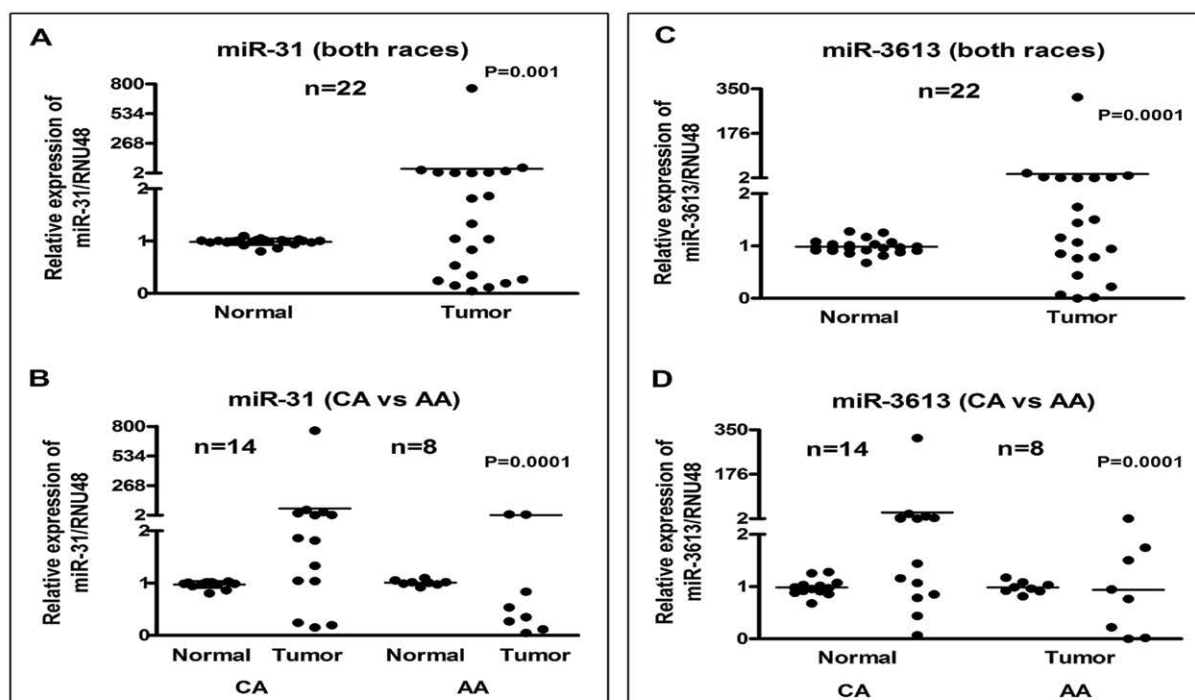 A
miR-31 (both races)
P=0.001
n=22
Relative expression of
miR-31/RNU48
800
534
268
2
2
1
0
Normal Tumor
B
miR-31 (CA vs AA)
n=14 n=8
P=0.0001
Relative expression of
miR-31/RNU48
800
534
268
2
2
1
0
Normal Tumor Normal Tumor
CA AA
C
miR-3613 (both races)
n=22
P=0.0001
Relative expression of
miR-3613/RNU48
350
176
2
2
1
0
Normal Tumor
D
miR-3613 (CA vs AA)
n=14 n=8
P=0.0001
Relative expression of
miR-3613/RNU48
350
176
2
2
1
0
Normal Tumor
CA AA